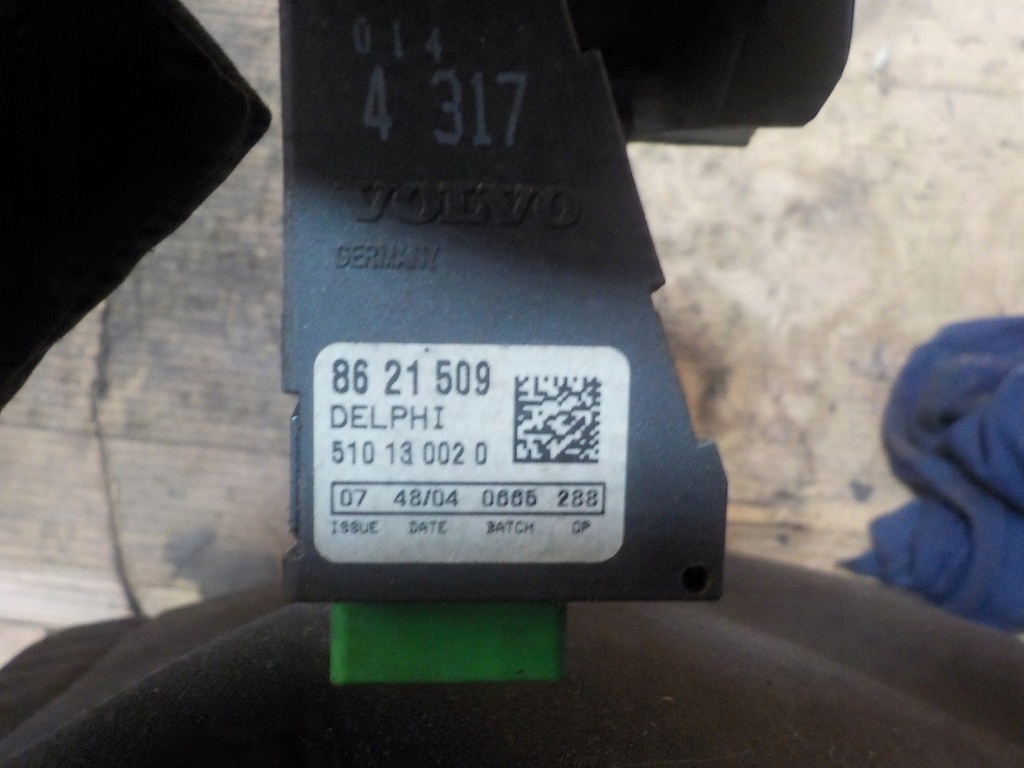 014
4 317
VOLVO
GERMANY
86 21 509
DELPHI
510 13 002 0
07 48/04 0665 288
ISSUE DATE BATCH OP